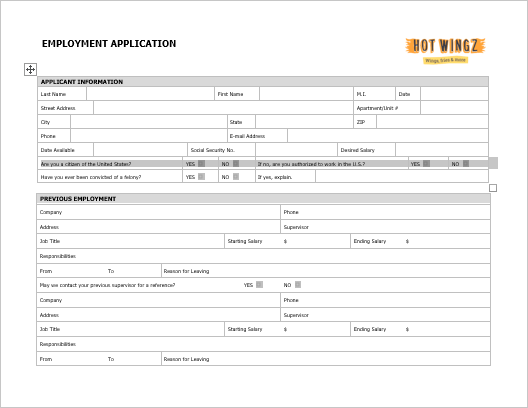 EMPLOYMENT APPLICATION
HOT WINGZ
Wings, fries & more
APPLICANT INFORMATION
Last Name First Name M.I. Date
Street Address Apartment/Unit #
City State ZIP
Phone E-mail Address
Date Available Social Security No. Desired Salary
Are you a citizen of the United States? YES NO If no, are you authorized to work in the U.S.? YES NO
Have you ever been convicted of a felony? YES NO If yes, explain.
PREVIOUS EMPLOYMENT
Company Phone
Address Supervisor
Job Title Starting Salary $ Ending Salary $
Responsibilities
From To Reason for Leaving
May we contact your previous supervisor for a reference? YES NO
Company Phone
Address Supervisor
Job Title Starting Salary $ Ending Salary $
Responsibilities
From To Reason for Leaving